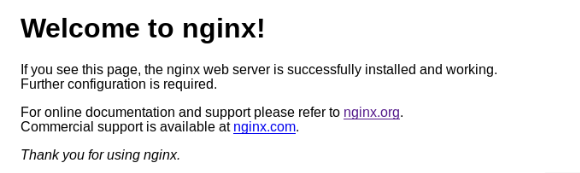 Welcome to nginx!
If you see this page, the nginx web server is successfully installed and working.
Further configuration is required.
For online documentation and support please refer to nginx.org.
Commercial support is available at nginx.com.
Thank you for using nginx.